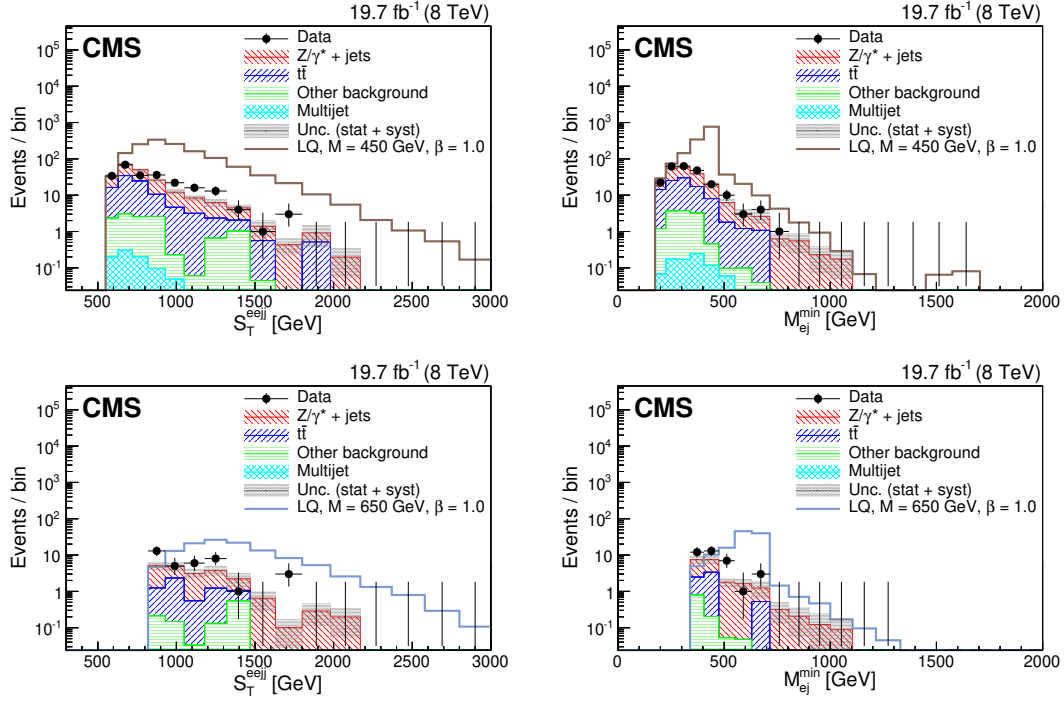 19.7 fb⁻¹ (8 TeV)
CMS
Data
Z/γ* + jets
tt̄
Other background
Multijet
Unc. (stat + syst)
LQ, M = 450 GeV, β = 1.0
Events / bin
10⁵
10⁴
10³
10²
10
1
10⁻¹
500 1000 1500 2000 2500 3000
S_T^eejj [GeV]
19.7 fb⁻¹ (8 TeV)
CMS
Data
Z/γ* + jets
tt̄
Other background
Multijet
Unc. (stat + syst)
LQ, M = 450 GeV, β = 1.0
Events / bin
10⁵
10⁴
10³
10²
10
1
10⁻¹
0 500 1000 1500 2000
M_ej^min [GeV]
19.7 fb⁻¹ (8 TeV)
CMS
Data
Z/γ* + jets
tt̄
Other background
Multijet
Unc. (stat + syst)
LQ, M = 650 GeV, β = 1.0
Events / bin
10⁵
10⁴
10³
10²
10
1
10⁻¹
500 1000 1500 2000 2500 3000
S_T^eejj [GeV]
19.7 fb⁻¹ (8 TeV)
CMS
Data
Z/γ* + jets
tt̄
Other background
Multijet
Unc. (stat + syst)
LQ, M = 650 GeV, β = 1.0
Events / bin
10⁵
10⁴
10³
10²
10
1
10⁻¹
0 500 1000 1500 2000
M_ej^min [GeV]